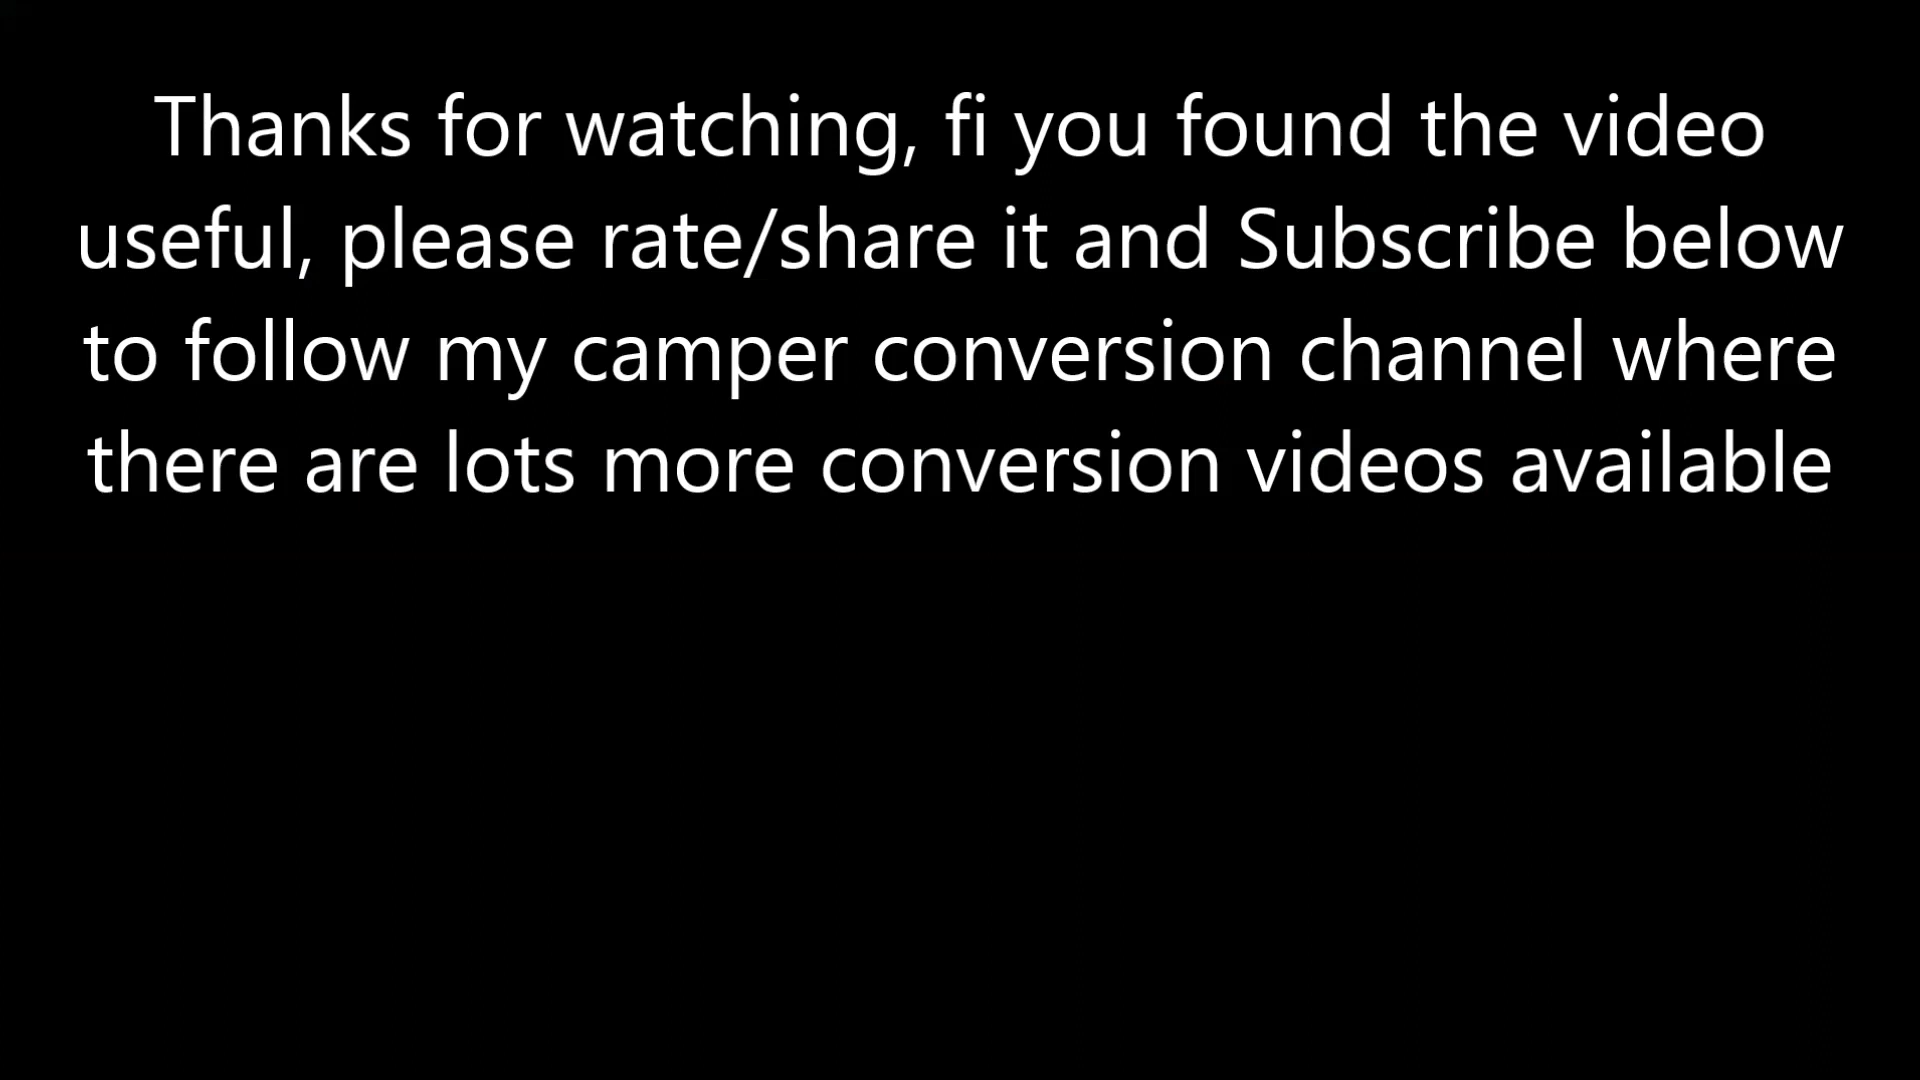 Thanks for watching, fi you found the video
useful, please rate/share it and Subscribe below
to follow my camper conversion channel where
there are lots more conversion videos available